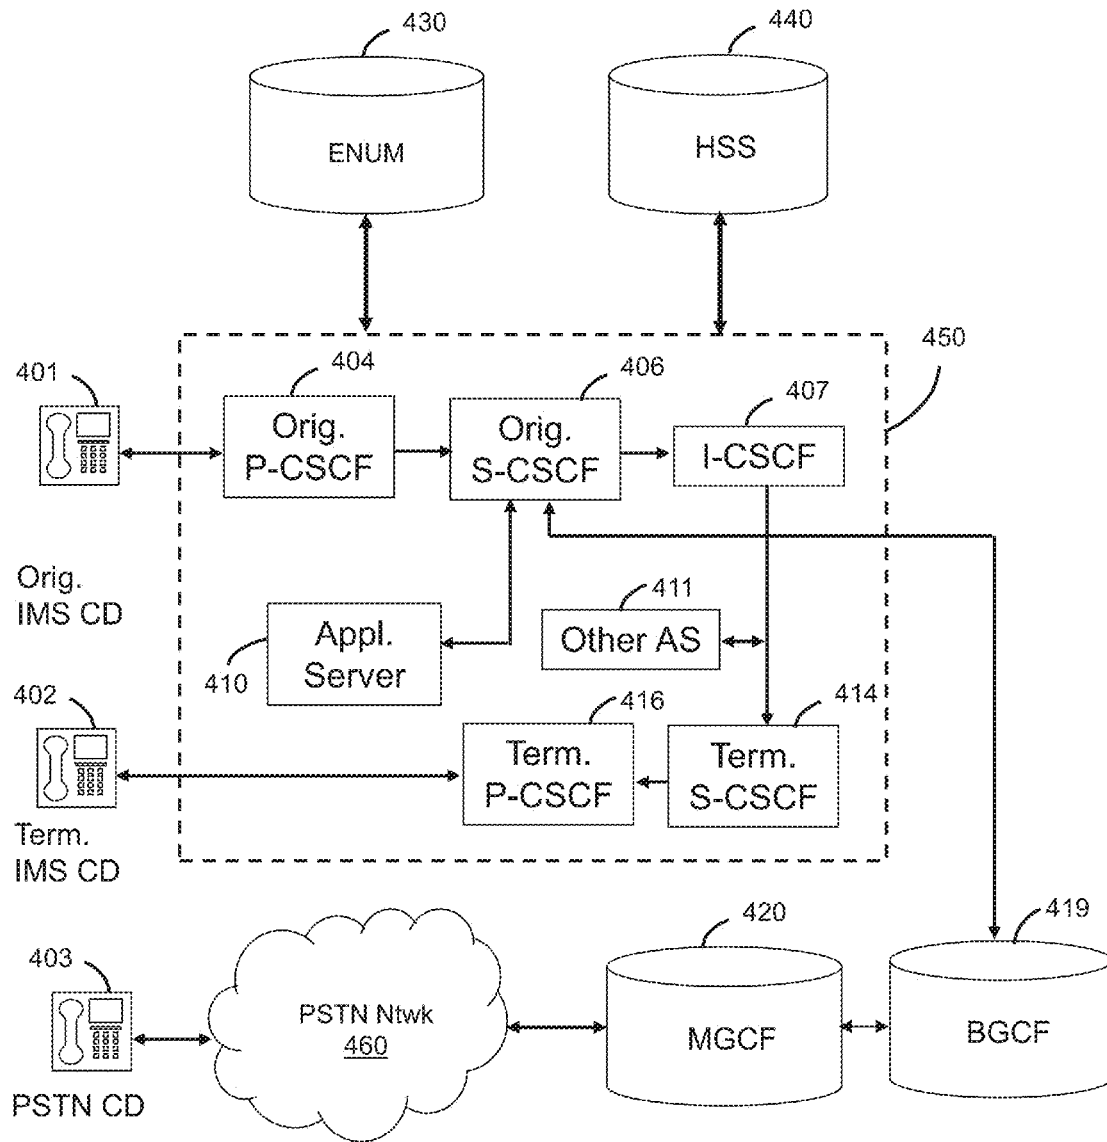 430
440
ENUM
HSS
450
401
404
406
407
Orig.
P-CSCF
Orig.
S-CSCF
I-CSCF
Orig.
IMS CD
411
Appl.
Server
Other AS
410
402
416
414
Term.
P-CSCF
Term.
S-CSCF
Term.
IMS CD
420
419
403
PSTN Ntwk
460
MGCF
BGCF
PSTN CD